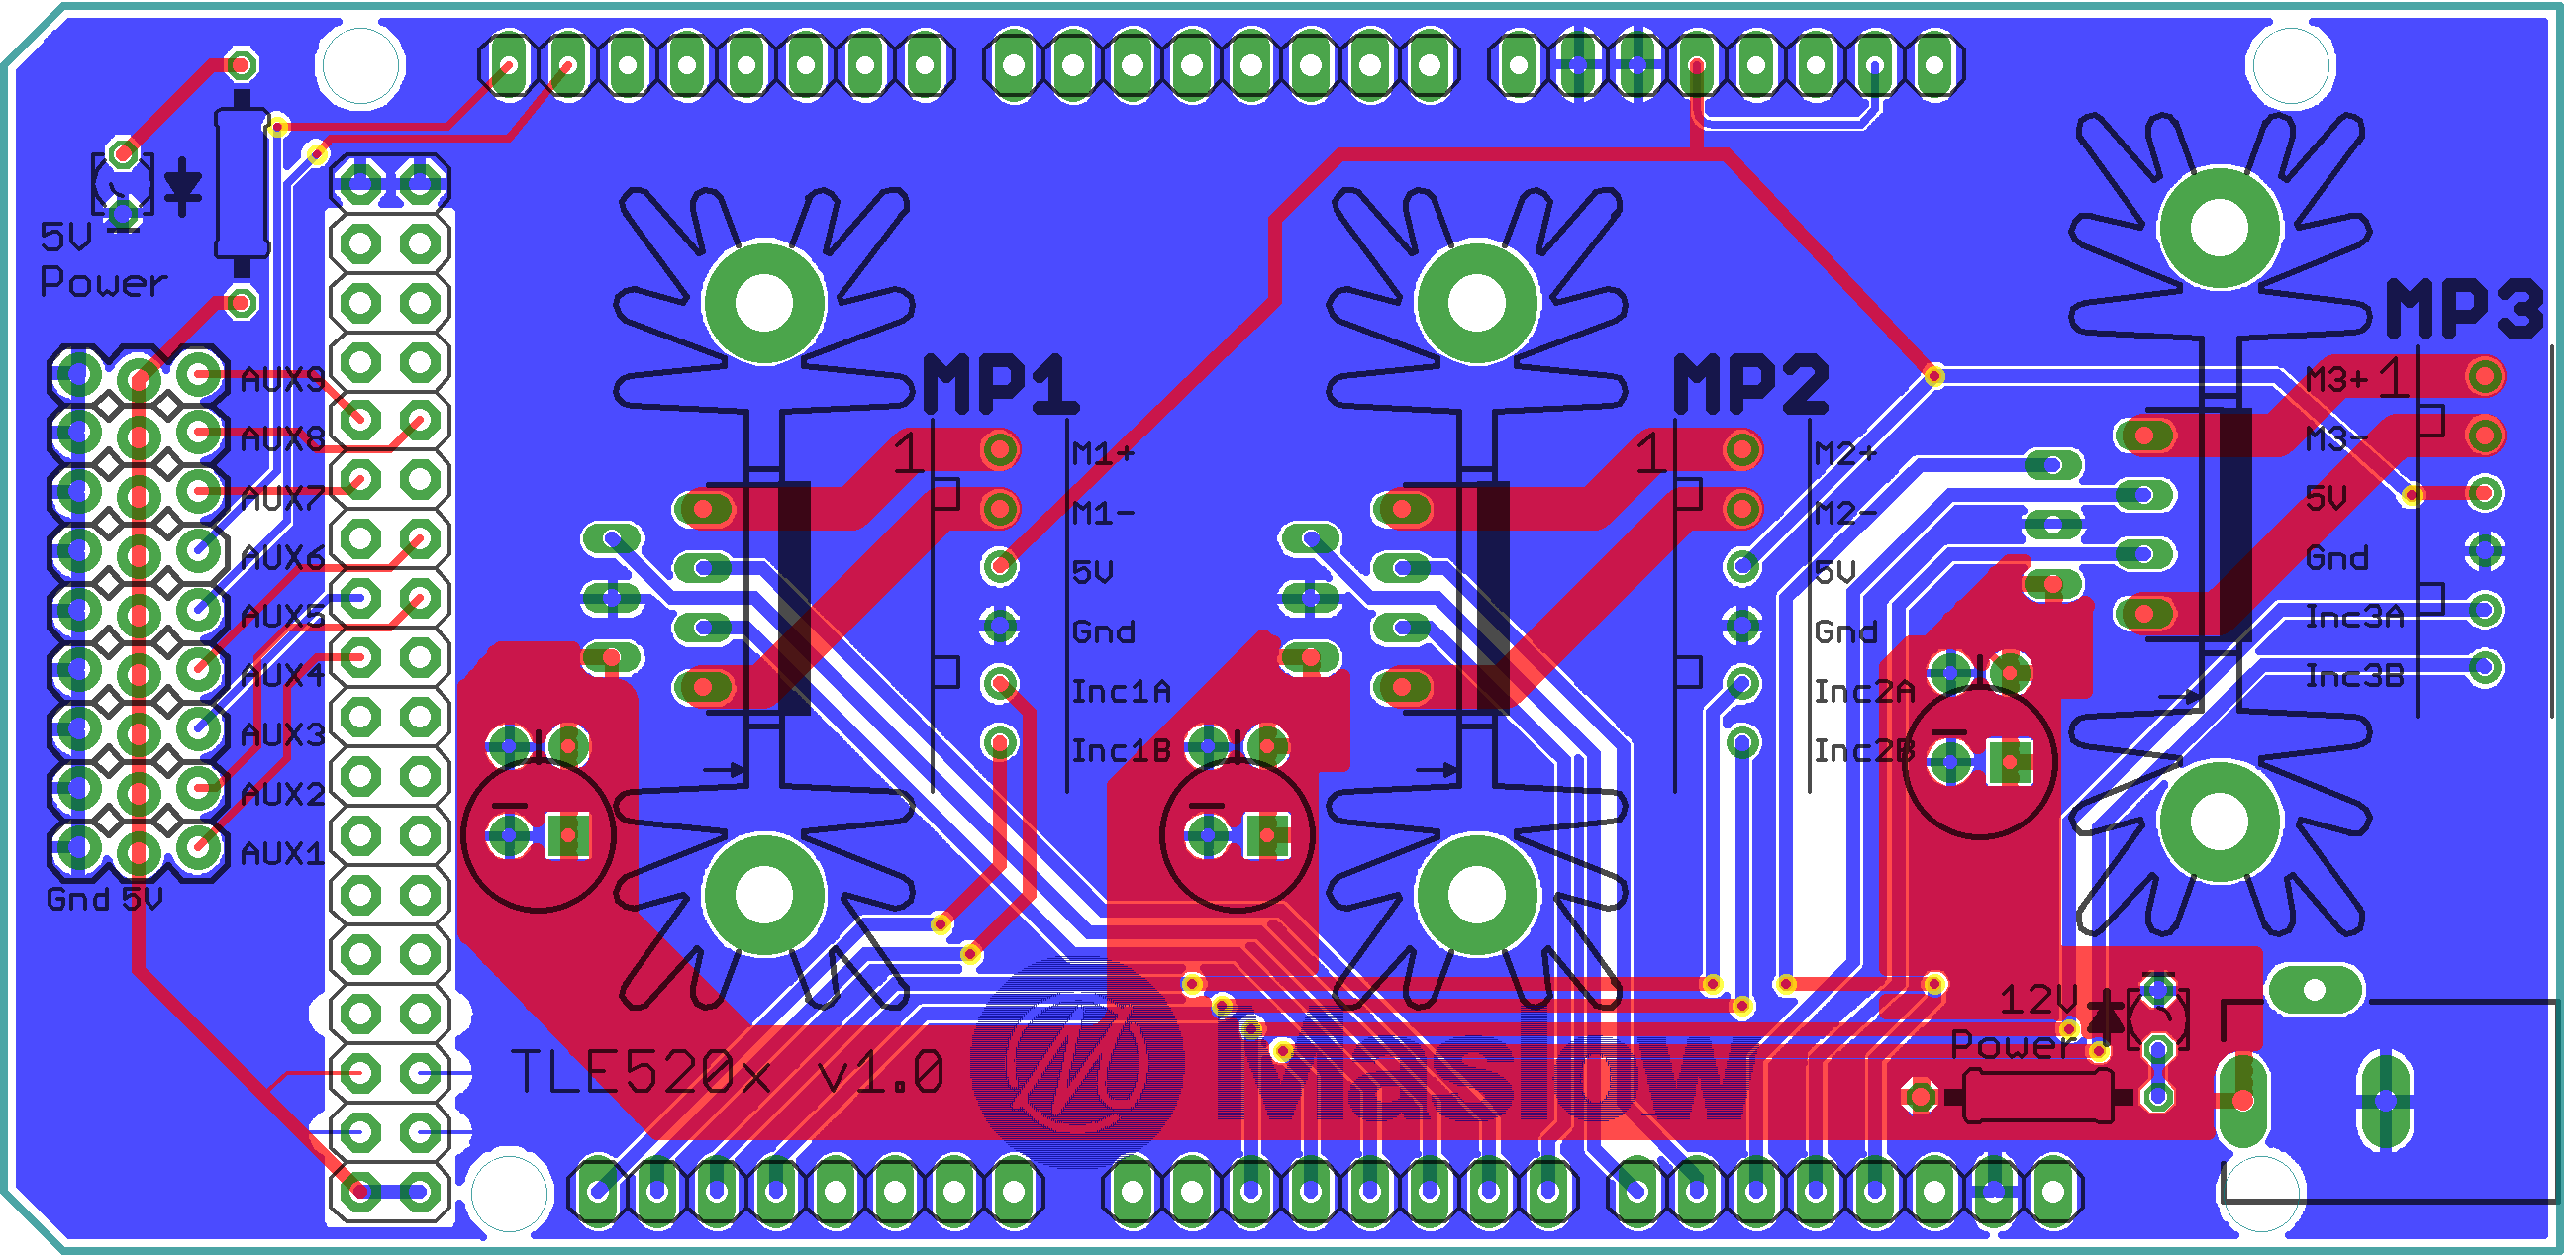 5V
Power
AUX9
AUX8
AUX7
AUX6
AUX5
AUX4
AUX3
AUX2
AUX1
Gnd 5V
MP1
1
M1+
M1-
5V
Gnd
Inc1A
Inc1B
MP2
1
M2+
M2-
5V
Gnd
Inc2A
Inc2B
MP3
M3+ 1
M3-
5V
Gnd
Inc3A
Inc3B
TLE520x v1.0
M Maslow
12V
Power